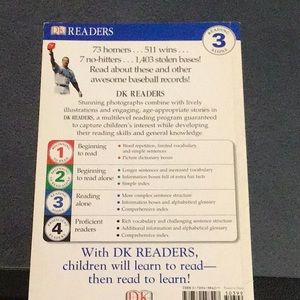 DK READERS
READING
3
ALONE
73 homers . . . 511 wins . . .
7 no-hitters . . . 1,403 stolen bases!
Read about these and other
awesome baseball records!
DK READERS
Stunning photographs combine with lively
illustrations and engaging, age-appropriate stories in
DK READERS, a multilevel reading program guaranteed
to capture children's interest while developing
their reading skills and general knowledge.
1
Beginning
to read
• Word repetition, limited vocabulary,
and simple sentences
• Picture dictionary boxes
2
Beginning
to read alone
• Longer sentences and increased vocabulary
• Information boxes full of extra fun facts
• Simple index
3
Reading
alone
• More complex sentence structure
• Information boxes and alphabetical glossary
• Comprehensive index
4
Proficient
readers
• Rich vocabulary and challenging sentence structure
• Additional information and alphabetical glossary
• Comprehensive index
With DK READERS,
children will learn to read—
then read to learn!
DK